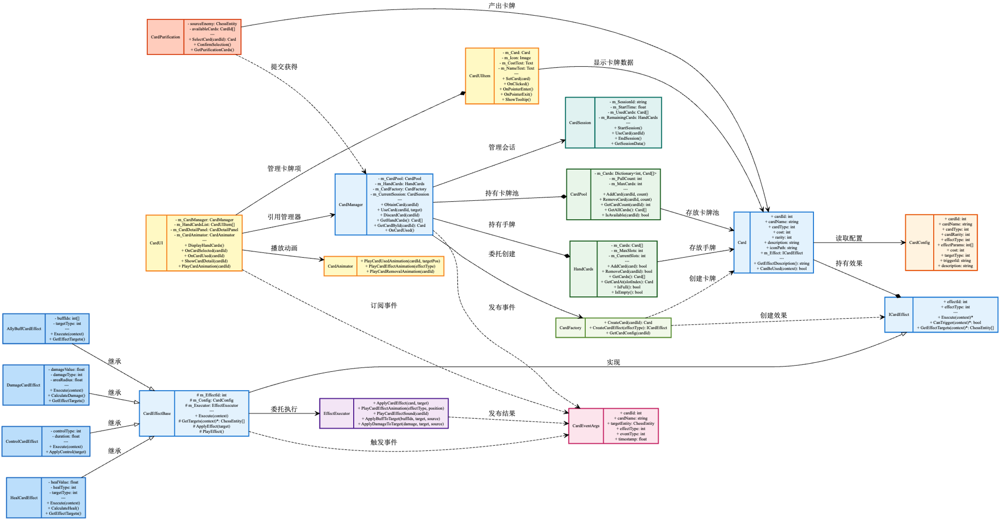 产出卡牌
CardPurification
- sourceEnemy: ChessEntity
- availableCards: CardId[]
---
+ SelectCard(cardId): Card
+ ConfirmSelection()
+ GetPurificationCards()
提交获得
CardUIItem
- m_Card: Card
- m_Icon: Image
- m_CostText: Text
- m_NameText: Text
---
+ SetCard(card)
+ OnClicked()
+ OnPointerEnter()
+ OnPointerExit()
+ ShowTooltip()
显示卡牌数据
CardSession
- m_SessionId: string
- m_StartTime: float
- m_UsedCards: Card[]
- m_RemainingCards: HandCards
---
+ StartSession()
+ UseCard(cardId)
+ EndSession()
+ GetSessionData()
管理会话
管理卡牌项
CardManager
- m_CardPool: CardPool
- m_HandCards: HandCards
- m_CardFactory: CardFactory
- m_CurrentSession: CardSession
---
+ ObtainCard(cardId)
+ UseCard(cardId, target)
+ DiscardCard(cardId)
+ GetHandCards(): Card[]
+ GetCardById(cardId): Card
+ OnCardUsed()
持有卡牌池
CardPool
- m_Cards: Dictionary<int, Card[]>
- m_PullCount: int
- m_MaxCards: int
---
+ AddCard(cardId, count)
+ RemoveCard(cardId, count)
+ GetCardCount(cardId): int
+ GetAllCards(): Card[]
+ IsAvailable(cardId): bool
存放卡牌池
CardUI
- m_CardManager: CardManager
- m_HandCardsList: CardUIItem[]
- m_CardDetailPanel: CardDetailPanel
- m_CardAnimator: CardAnimator
---
+ DisplayHandCards()
+ OnCardSelected(cardId)
+ OnCardUsed(cardId)
+ ShowCardDetail(cardId)
+ PlayCardAnimation(cardId)
引用管理器
播放动画
持有手牌
委托创建
CardAnimator
+ PlayCardUsedAnimation(cardId, targetPos)
+ PlayCardEffectAnimation(effectType)
+ PlayCardRemovalAnimation(cardId)
HandCards
- m_Cards: Card[]
- m_MaxSlots: int
- m_CurrentSlots: int
---
+ AddCard(card): bool
+ RemoveCard(cardId): bool
+ GetCards(): Card[]
+ GetCardAt(slotIndex): Card
+ IsFull(): bool
+ IsEmpty(): bool
存放手牌
创建卡牌
Card
+ cardId: int
+ cardName: string
+ cardType: int
+ cost: int
+ rarity: int
+ description: string
+ iconPath: string
+ m_Effect: ICardEffect
---
+ GetEffectDescription(): string
+ CanBeUsed(context): bool
读取配置
持有效果
CardConfig
+ cardId: int
+ cardName: string
+ cardType: int
+ cardRarity: int
+ effectType: int
+ effectParams: int[]
+ cost: int
+ targetType: int
+ triggerId: string
+ description: string
订阅事件
发布事件
CardFactory
+ CreateCard(cardId): Card
+ CreateCardEffect(effectType): ICardEffect
+ GetCardConfig(cardId)
创建效果
ICardEffect
+ effectId: int
+ effectType: int
---
+ Execute(context)*
+ CanTrigger(context)*: bool
+ GetEffectTargets(context)*: ChessEntity[]
AllyBuffCardEffect
- buffIds: int[]
- targetType: int
---
+ Execute(context)
+ GetEffectTargets()
继承
DamageCardEffect
- damageValue: float
- damageType: int
- areaRadius: float
---
+ Execute(context)
+ CalculateDamage()
+ GetEffectTargets()
继承
实现
CardEffectBase
# m_EffectId: int
# m_Config: CardConfig
# m_Executor: EffectExecutor
---
+ Execute(context)
# GetTargets(context)*: ChessEntity[]
# ApplyEffect(target)
# PlayEffect()
委托执行
EffectExecutor
+ ApplyCardEffect(card, target)
+ PlayCardEffectAnimation(effectType, position)
+ PlayCardEffectSound(cardId)
+ ApplyBuffToTarget(buffIds, target, source)
+ ApplyDamageToTarget(damage, target, source)
发布结果
触发事件
CardEventArgs
+ cardId: int
+ cardName: string
+ targetEntity: ChessEntity
+ effectType: int
+ eventType: int
+ timestamp: float
ControlCardEffect
- controlType: int
- duration: float
---
+ Execute(context)
+ ApplyControl(target)
继承
继承
HealCardEffect
- healValue: float
- healType: int
- targetType: int
---
+ Execute(context)
+ CalculateHeal()
+ GetEffectTargets()